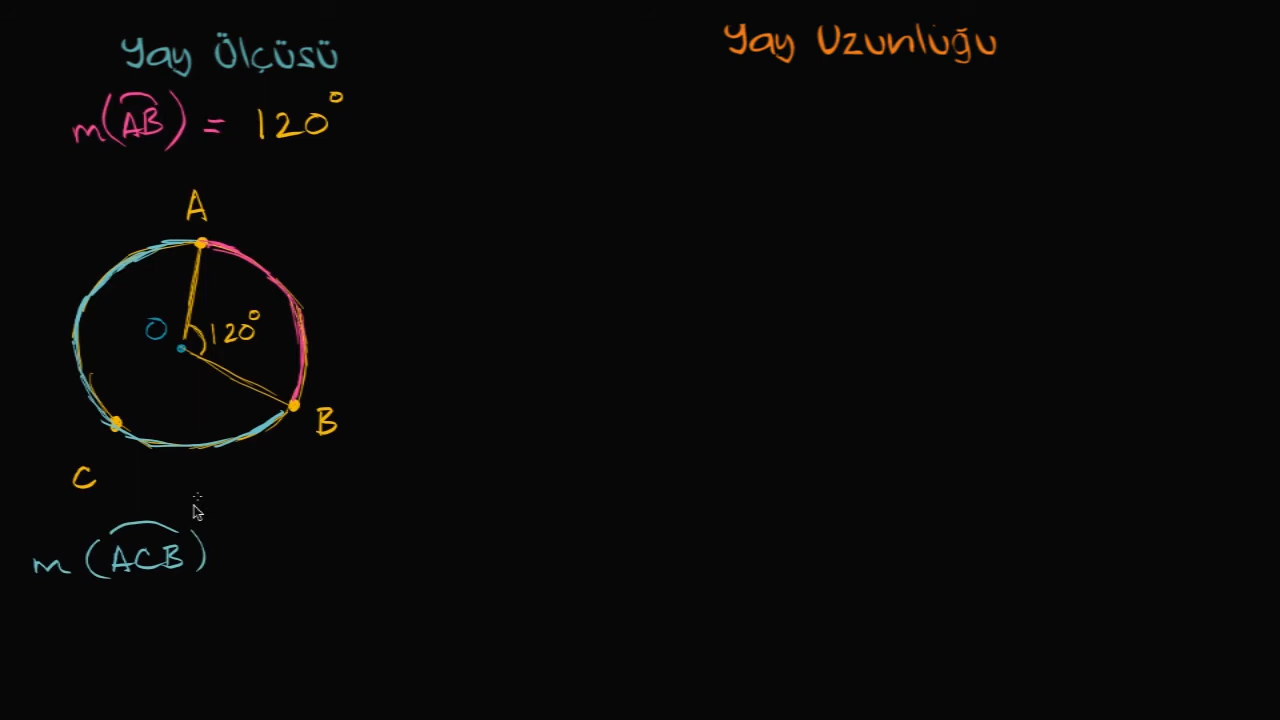 Yay Ölçüsü
m(AB) = 120°
A
O 120°
B
C
m (ACB)
Yay Uzunluğu